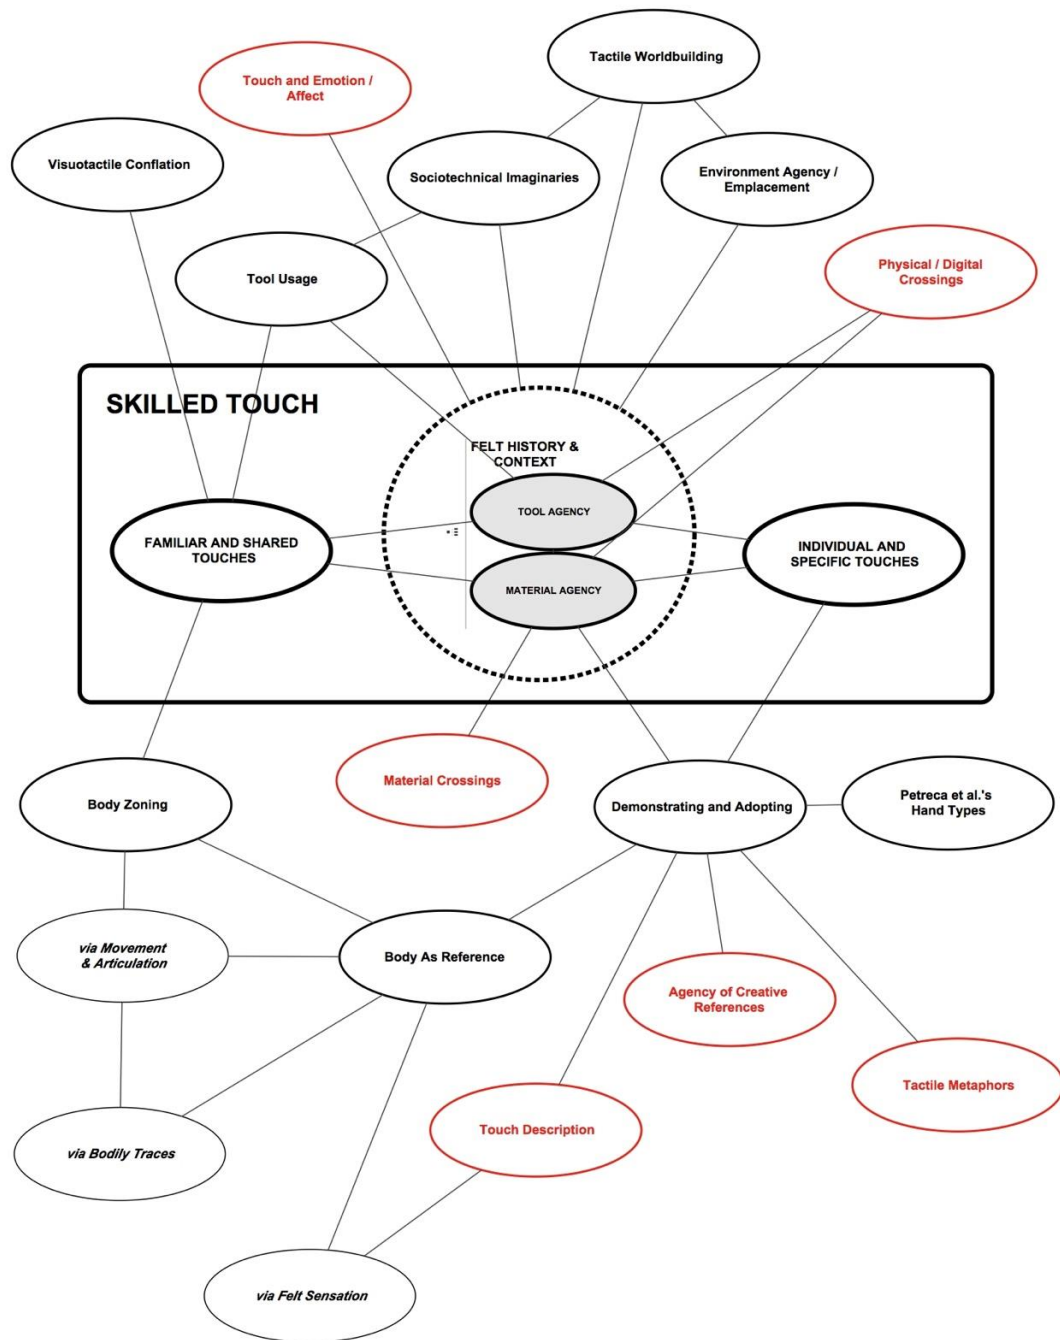 Tactile Worldbuilding
Touch and Emotion /
Affect
Visuotactile Conflation
Sociotechnical Imaginaries
Environment Agency /
Emplacement
Tool Usage
Physical / Digital
Crossings
SKILLED TOUCH
FELT HISTORY &
CONTEXT
TOOL AGENCY
FAMILIAR AND SHARED
TOUCHES
INDIVIDUAL AND
SPECIFIC TOUCHES
MATERIAL AGENCY
Material Crossings
Body Zoning
Demonstrating and Adopting
Petreca et al.'s
Hand Types
via Movement
& Articulation
Body As Reference
Agency of Creative
References
Tactile Metaphors
Touch Description
via Bodily Traces
via Felt Sensation